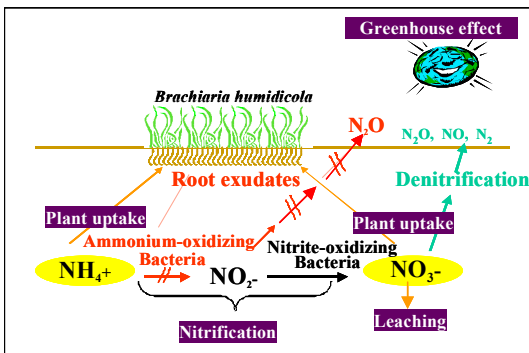 Greenhouse effect
Brachiaria humidicola
N₂O
N₂O, NO, N₂
Root exudates
Denitrification
Plant uptake
Plant uptake
Ammonium-oxidizing
Bacteria
Nitrite-oxidizing
Bacteria
NH₄+
NO₂-
NO₃-
Nitrification
Leaching